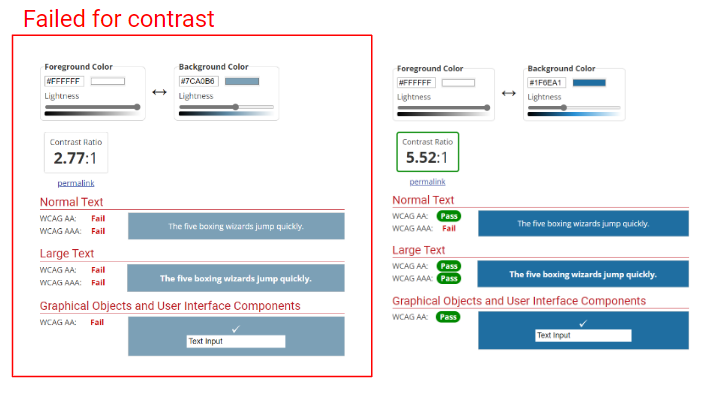 Failed for contrast
Foreground Color
#FFFFFF
Lightness
Background Color
#7CA0B6
Lightness
Contrast Ratio
2.77:1
permalink
Normal Text
WCAG AA: Fail
WCAG AAA: Fail
The five boxing wizards jump quickly.
Large Text
WCAG AA: Fail
WCAG AAA: Fail
The five boxing wizards jump quickly.
Graphical Objects and User Interface Components
WCAG AA: Fail
✓
Text Input
Foreground Color
#FFFFFF
Lightness
Background Color
#1F6EA1
Lightness
Contrast Ratio
5.52:1
permalink
Normal Text
WCAG AA: Pass
WCAG AAA: Fail
The five boxing wizards jump quickly.
Large Text
WCAG AA: Pass
WCAG AAA: Pass
The five boxing wizards jump quickly.
Graphical Objects and User Interface Components
WCAG AA: Pass
✓
Text Input